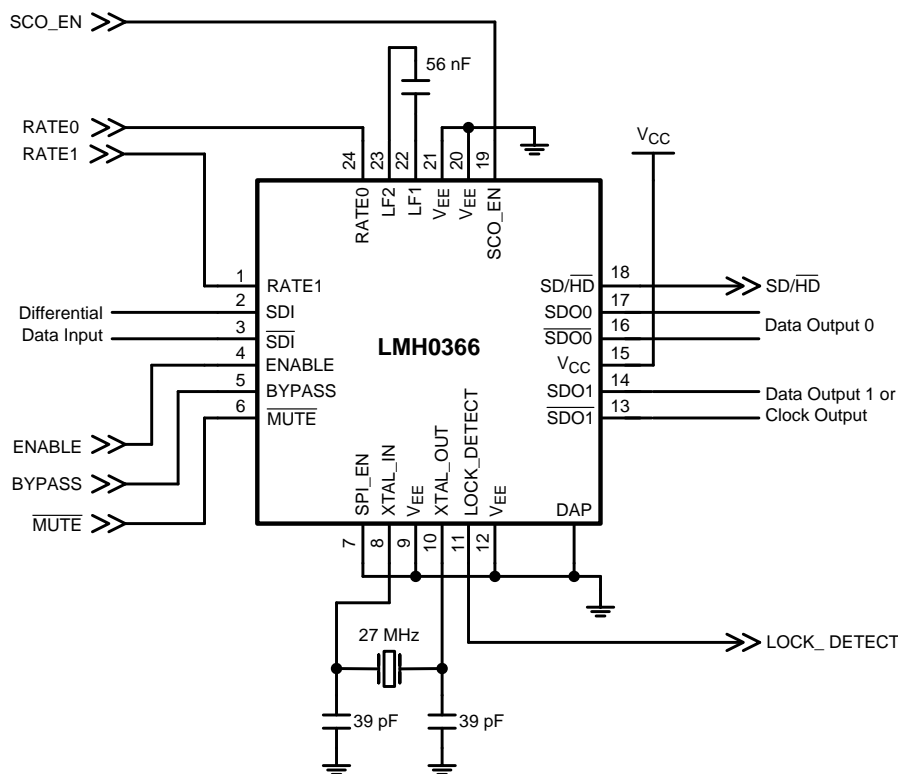 SCO_EN
56 nF
RATE0
RATE1
VCC
24
23
22
21
20
19
RATE0
LF2
LF1
VEE
VEE
SCO_EN
1
RATE1
2
SDI
3
SDI
4
ENABLE
5
BYPASS
6
MUTE
Differential
Data Input
LMH0366
SD/HD
18
SD/HD
SDO0
17
SDO0
16
Data Output 0
VCC
15
SDO1
14
SDO1
13
Data Output 1 or
Clock Output
ENABLE
BYPASS
MUTE
SPI_EN
XTAL_IN
VEE
XTAL_OUT
LOCK_DETECT
VEE
DAP
7
8
9
10
11
12
27 MHz
LOCK_ DETECT
39 pF
39 pF